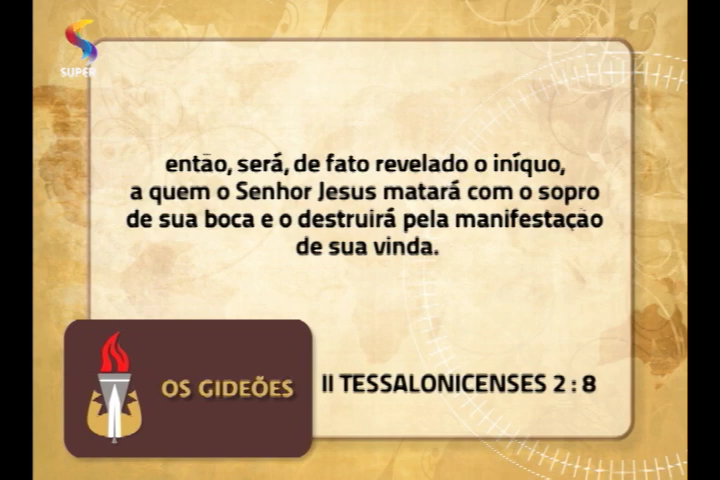 SUPER
então, será, de fato revelado o iníquo,
a quem o Senhor Jesus matará com o sopro
de sua boca e o destruirá pela manifestação
de sua vinda.
OS GIDEÕES
II TESSALONICENSES 2 : 8